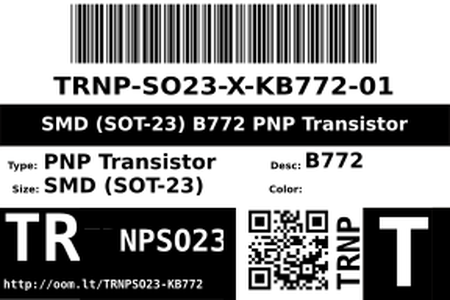 TRNP-SO23-X-KB772-01
SMD (SOT-23) B772 PNP Transistor
Type: PNP Transistor Desc: B772
Size: SMD (SOT-23) Color:
TR NPSO23 TRNP T
http://oom.lt/TRNPSO23-KB772